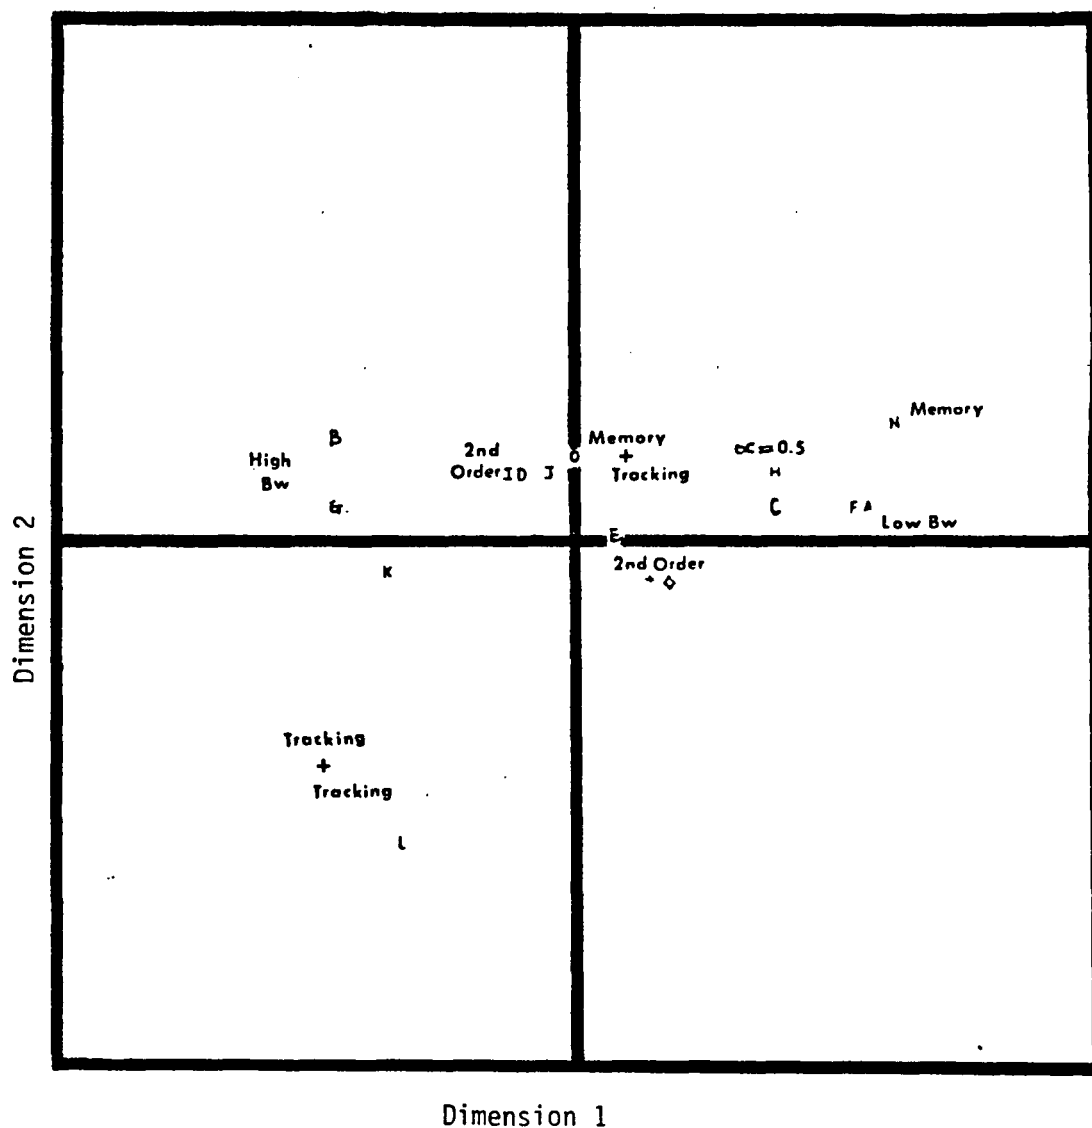 N Memory
B
2nd
Memory
∝=0.5
High
O
+
Order I D J
Tracking
H
Bw
G
C
F A
Low Bw
E
K
2nd Order
Tracking
+
Tracking
L
Dimension 2
Dimension 1